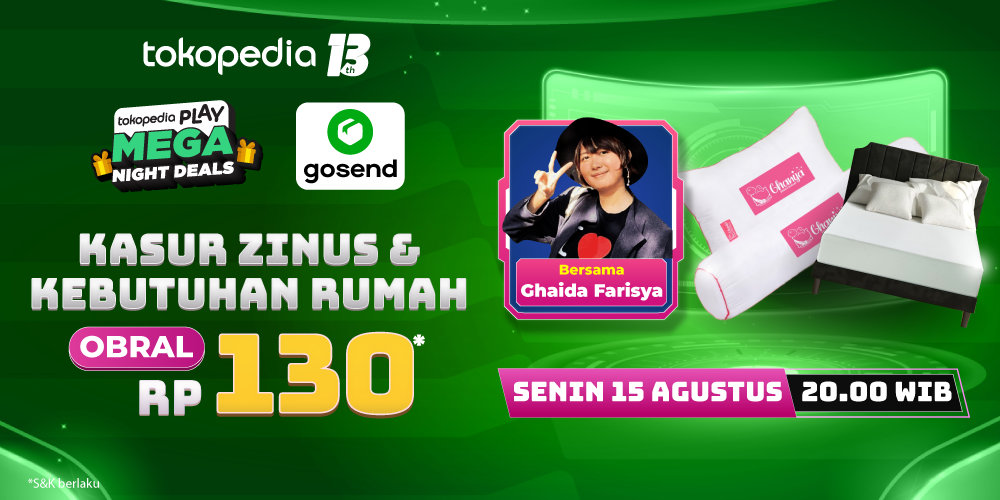 tokopedia 13th
tokopedia PLAY
MEGA
NIGHT DEALS
gosend
KASUR ZINUS &
KEBUTUHAN RUMAH
OBRAL
RP 130*
*S&K berlaku
Bersama
Ghaida Farisya
Ghanyci
SENIN 15 AGUSTUS 20.00 WIB